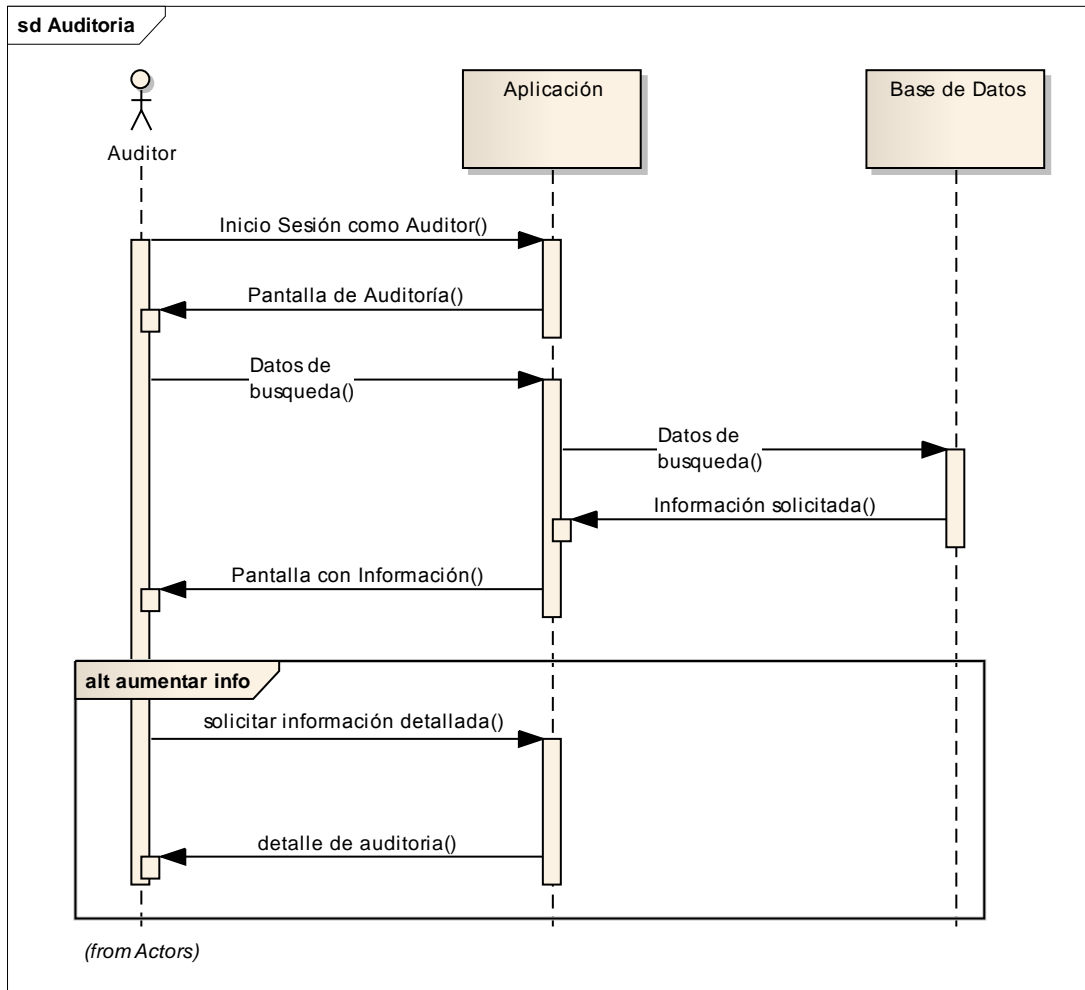 sd Auditoria
Auditor
Aplicación
Base de Datos
Inicio Sesión como Auditor()
Pantalla de Auditoría()
Datos de
busqueda()
Datos de
busqueda()
Información solicitada()
Pantalla con Información()
alt aumentar info
solicitar información detallada()
detalle de auditoria()
(from Actors)